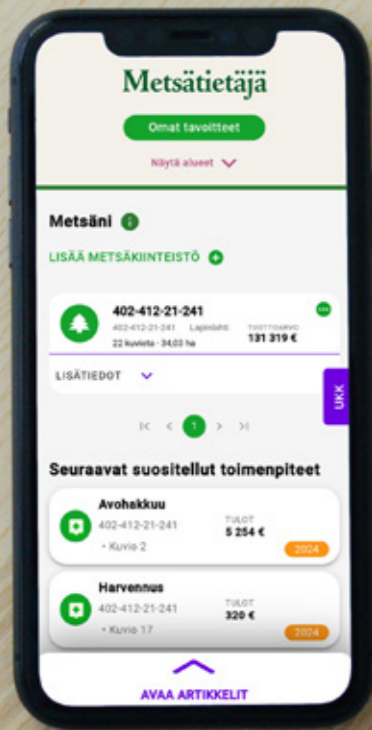 Metsätietäjä
Omat tavoitteet
Näytä alueet
Metsäni
LISÄÄ METSÄKIINTEISTÖ
402-412-21-241
402-412-21-241 Lapinlahti TUOTTOARVO
22 kuviota - 34,03 ha 131 319 €
LISÄTIEDOT
UKK
1
Seuraavat suositellut toimenpiteet
Avohakkuu
402-412-21-241 TULOT
5 254 €
• Kuvio 2
2024
Harvennus
402-412-21-241 TULOT
320 €
• Kuvio 17
2024
AVAA ARTIKKELIT